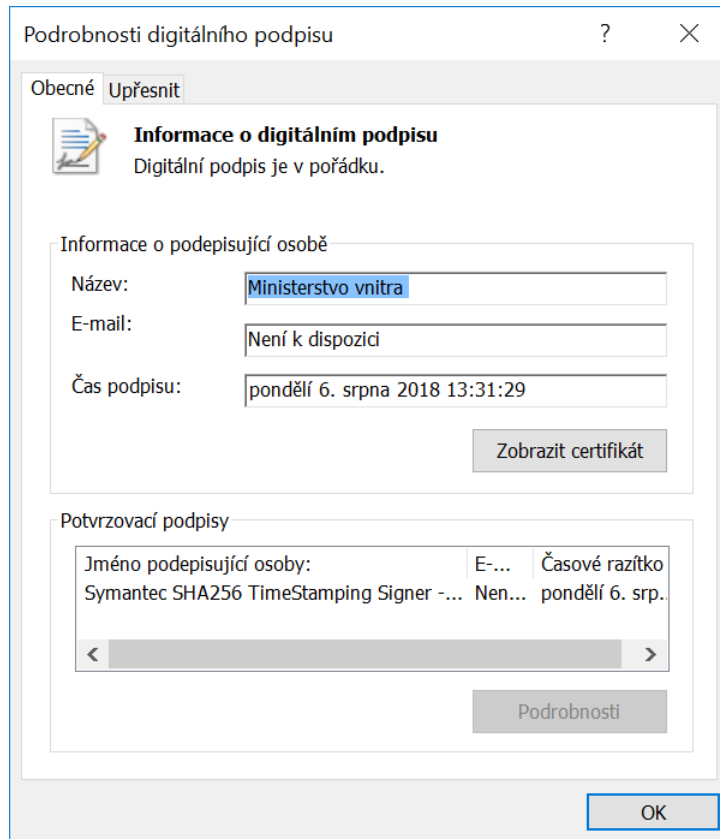 Podrobnosti digitálního podpisu
Obecné Upřesnit
Informace o digitálním podpisu
Digitální podpis je v pořádku.
Informace o podepisující osobě
Název: Ministerstvo vnitra
E-mail: Není k dispozici
Čas podpisu: pondělí 6. srpna 2018 13:31:29
Zobrazit certifikát
Potvrzovací podpisy
Jméno podepisující osoby: E-... Časové razítko
Symantec SHA256 TimeStamping Signer -... Nen... pondělí 6. srp..
Podrobnosti
OK